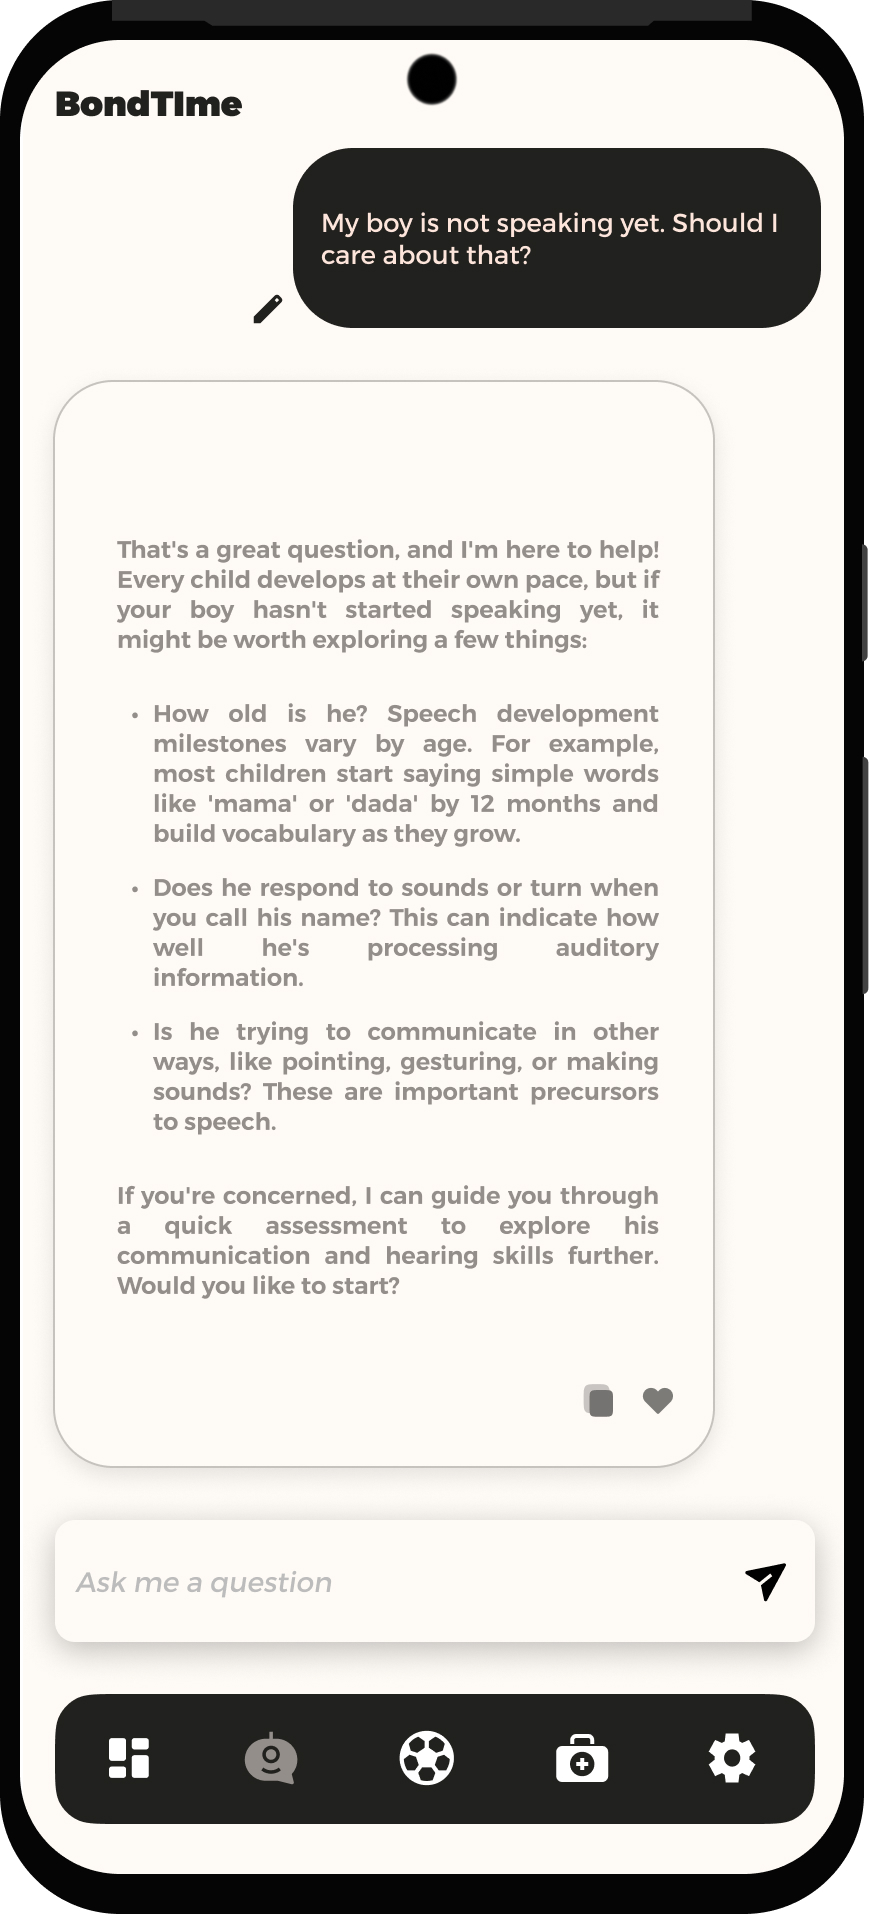 BondTIme
My boy is not speaking yet. Should I
care about that?
That's a great question, and I'm here to help!
Every child develops at their own pace, but if
your boy hasn't started speaking yet, it
might be worth exploring a few things:
• How old is he? Speech development
milestones vary by age. For example,
most children start saying simple words
like 'mama' or 'dada' by 12 months and
build vocabulary as they grow.
• Does he respond to sounds or turn when
you call his name? This can indicate how
well he's processing auditory
information.
• Is he trying to communicate in other
ways, like pointing, gesturing, or making
sounds? These are important precursors
to speech.
If you're concerned, I can guide you through
a quick assessment to explore his
communication and hearing skills further.
Would you like to start?
Ask me a question